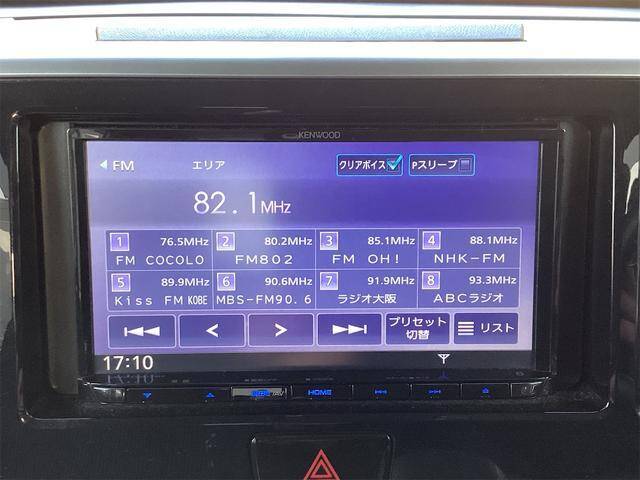 KENWOOD
FM エリア クリアボイス Pスリープ
82.1MHz
1 76.5MHz 2 80.2MHz 3 85.1MHz 4 88.1MHz
FM COCOLO FM802 FM OH! NHK-FM
5 89.9MHz 6 90.6MHz 7 91.9MHz 8 93.3MHz
Kiss FM KOBE MBS-FM90.6 ラジオ大阪 ABCラジオ
プリセット
切替
リスト
17:10
HOME